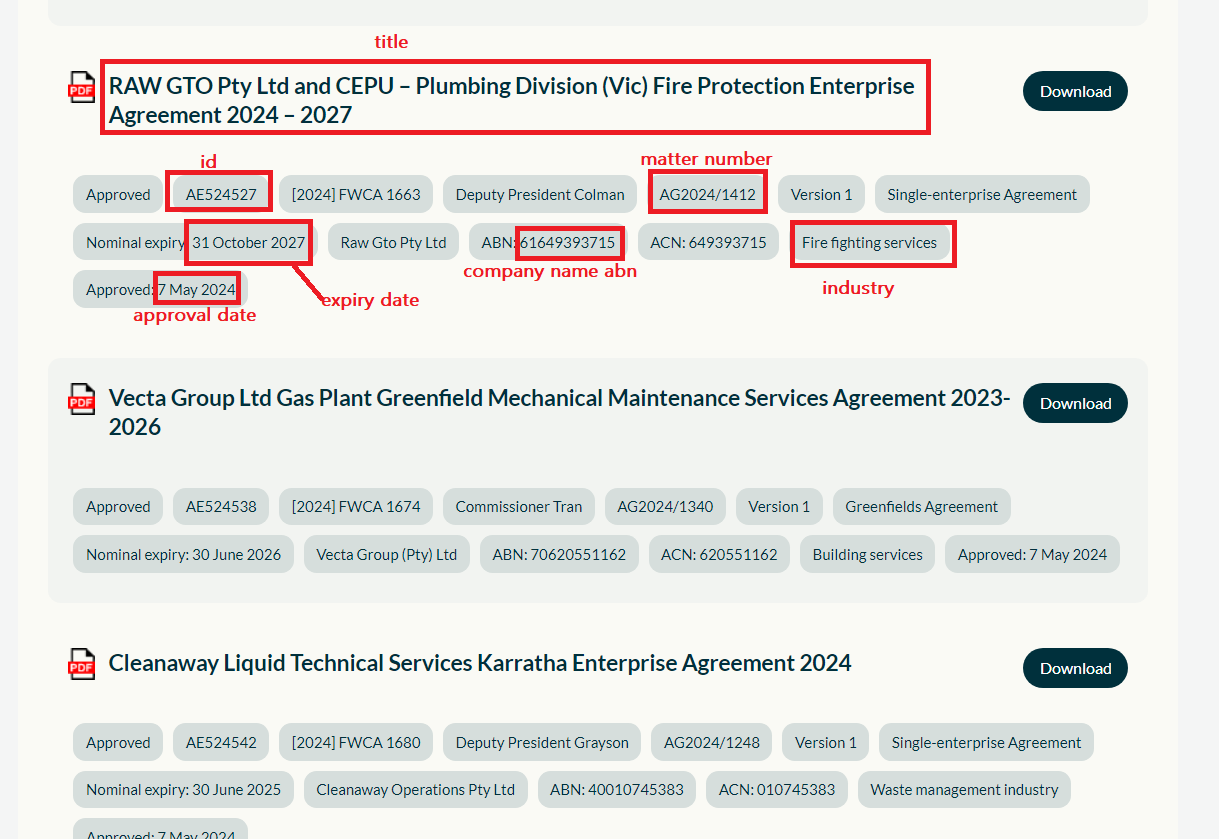 title
PDF
RAW GTO Pty Ltd and CEPU – Plumbing Division (Vic) Fire Protection Enterprise
Agreement 2024 – 2027
Download
id
matter number
Approved AE524527 [2024] FWCA 1663 Deputy President Colman AG2024/1412 Version 1 Single-enterprise Agreement
Nominal expiry: 31 October 2027 Raw Gto Pty Ltd ABN: 61649393715 ACN: 649393715 Fire fighting services
company name abn
industry
Approved: 7 May 2024
expiry date
approval date
PDF
Vecta Group Ltd Gas Plant Greenfield Mechanical Maintenance Services Agreement 2023-
2026
Download
Approved AE524538 [2024] FWCA 1674 Commissioner Tran AG2024/1340 Version 1 Greenfields Agreement
Nominal expiry: 30 June 2026 Vecta Group (Pty) Ltd ABN: 70620551162 ACN: 620551162 Building services Approved: 7 May 2024
PDF
Cleanaway Liquid Technical Services Karratha Enterprise Agreement 2024
Download
Approved AE524542 [2024] FWCA 1680 Deputy President Grayson AG2024/1248 Version 1 Single-enterprise Agreement
Nominal expiry: 30 June 2025 Cleanaway Operations Pty Ltd ABN: 40010745383 ACN: 010745383 Waste management industry
Approved: 7 May 2024